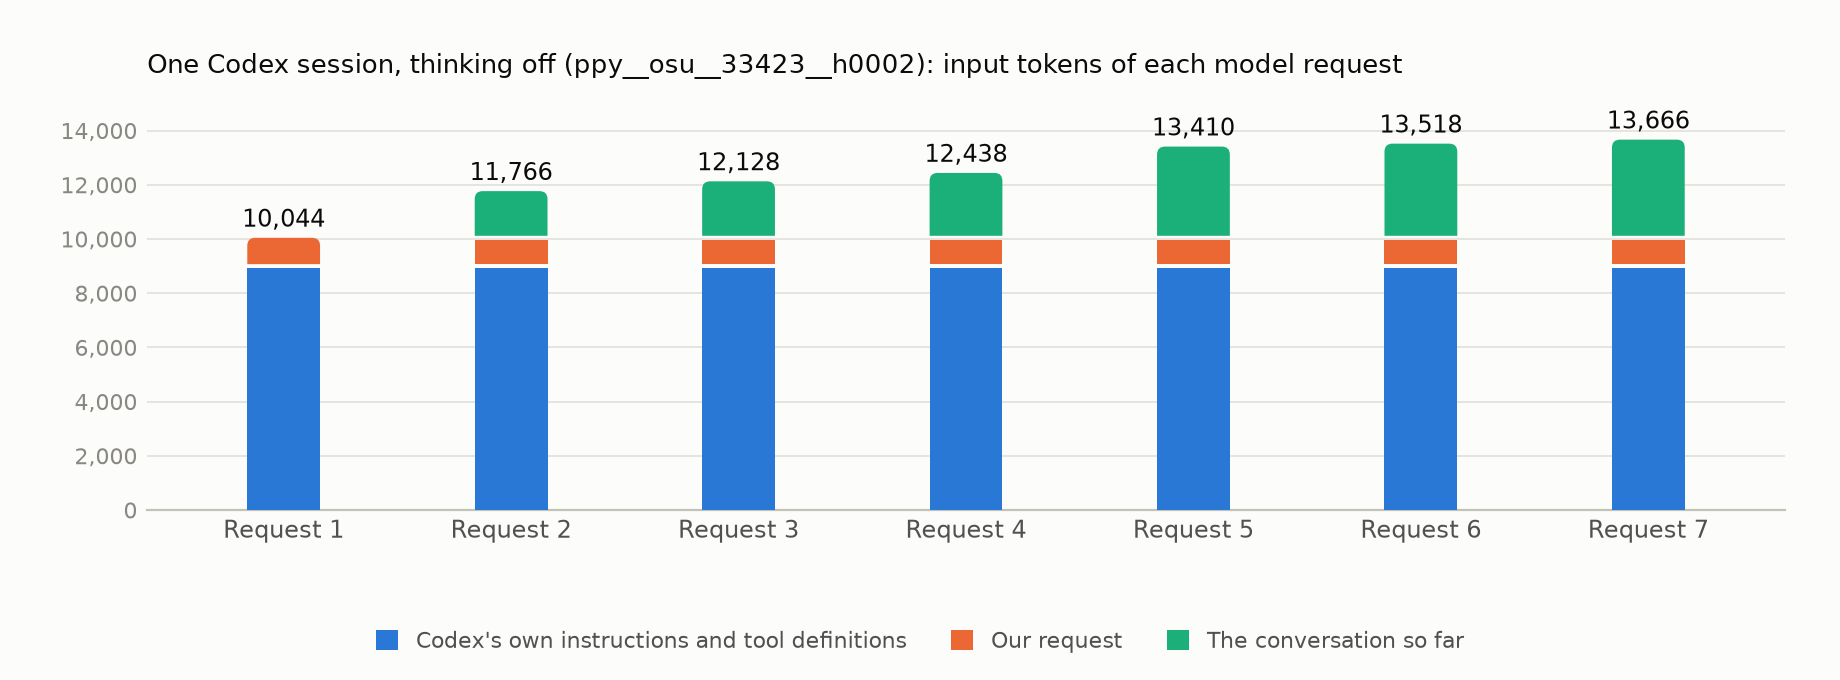 One Codex session, thinking off (ppy__osu__33423__h0002): input tokens of each model request
14,000
12,000
10,000
8,000
6,000
4,000
2,000
0
10,044
11,766
12,128
12,438
13,410
13,518
13,666
Request 1
Request 2
Request 3
Request 4
Request 5
Request 6
Request 7
Codex's own instructions and tool definitions
Our request
The conversation so far